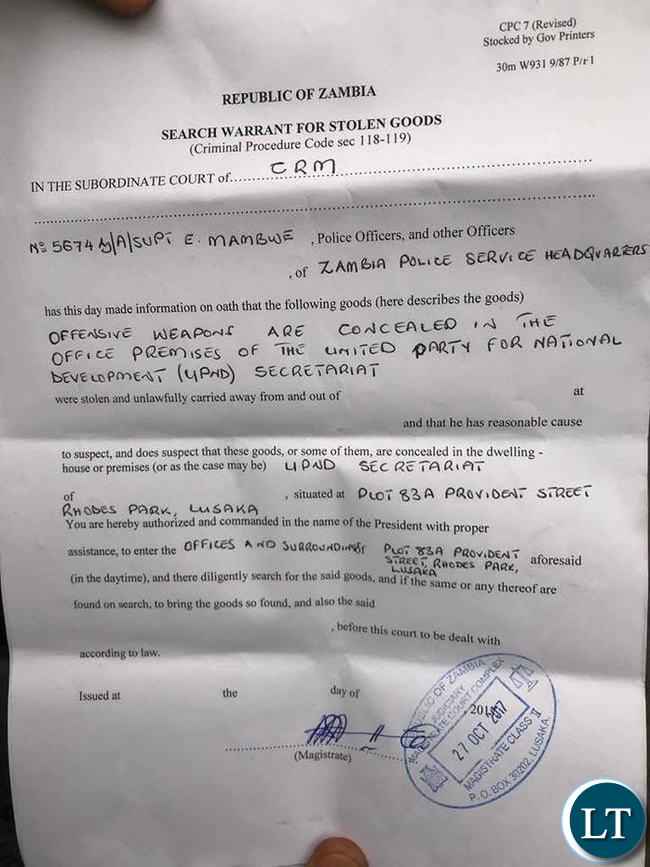 CPC 7 (Revised)
Stocked by Gov Printers
30m W931 9/87 P/r1
REPUBLIC OF ZAMBIA
SEARCH WARRANT FOR STOLEN GOODS
(Criminal Procedure Code sec 118-119)
IN THE SUBORDINATE COURT of CRM
No 5674 A/SUPT E. MAMBWE , Police Officers, and other Officers
, of ZAMBIA POLICE SERVICE HEADQUARTERS
has this day made information on oath that the following goods (here describes the goods)
OFFENSIVE WEAPONS ARE CONCEALED IN THE
OFFICE PREMISES OF THE UNITED PARTY FOR NATIONAL
DEVELOPMENT (UPND) SECRETARIAT
were stolen and unlawfully carried away from and out of at
and that he has reasonable cause
to suspect, and does suspect that these goods, or some of them, are concealed in the dwelling -
house or premises (or as the case may be) UPND SECRETARIAT
of RHODES PARK, LUSAKA , situated at PLOT 83A PROVIDENT STREET
You are hereby authorized and commanded in the name of the President with proper
assistance, to enter the OFFICES AND SURROUNDINGS PLOT 83A PROVIDENT STREET, RHODES PARK, LUSAKA aforesaid
(in the daytime), and there diligently search for the said goods, and if the same or any thereof are
found on search, to bring the goods so found, and also the said
, before this court to be dealt with
according to law.
Issued at the day of , 201
(Magistrate)
REPUBLIC OF ZAMBIA
JUDICIARY
MAGISTRATE COURT COMPLEX
27 OCT 2017
MAGISTRATE CLASS II
P. O. BOX 30202, LUSAKA.
LT